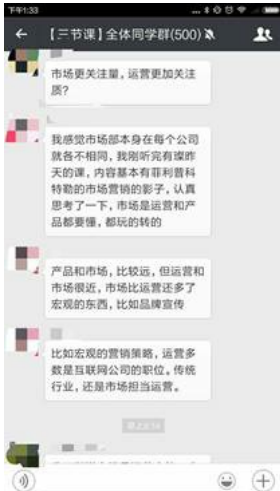 下午1:33
【三节课】全体同学群(500)
市场更关注量，运营更加关注
质？
我感觉市场部本身在每个公司
就各不相同，我刚听完有璨昨
天的课，内容基本有菲利普科
特勒的市场营销的影子，认真
思考了一下，市场是运营和产
品都要懂，都玩的转的
产品和市场，比较远，但运营和
市场很近，市场比运营还多了
宏观的东西，比如品牌宣传
比如宏观的营销策略，运营多
数是互联网公司的职位。传统
行业，还是市场担当运营。